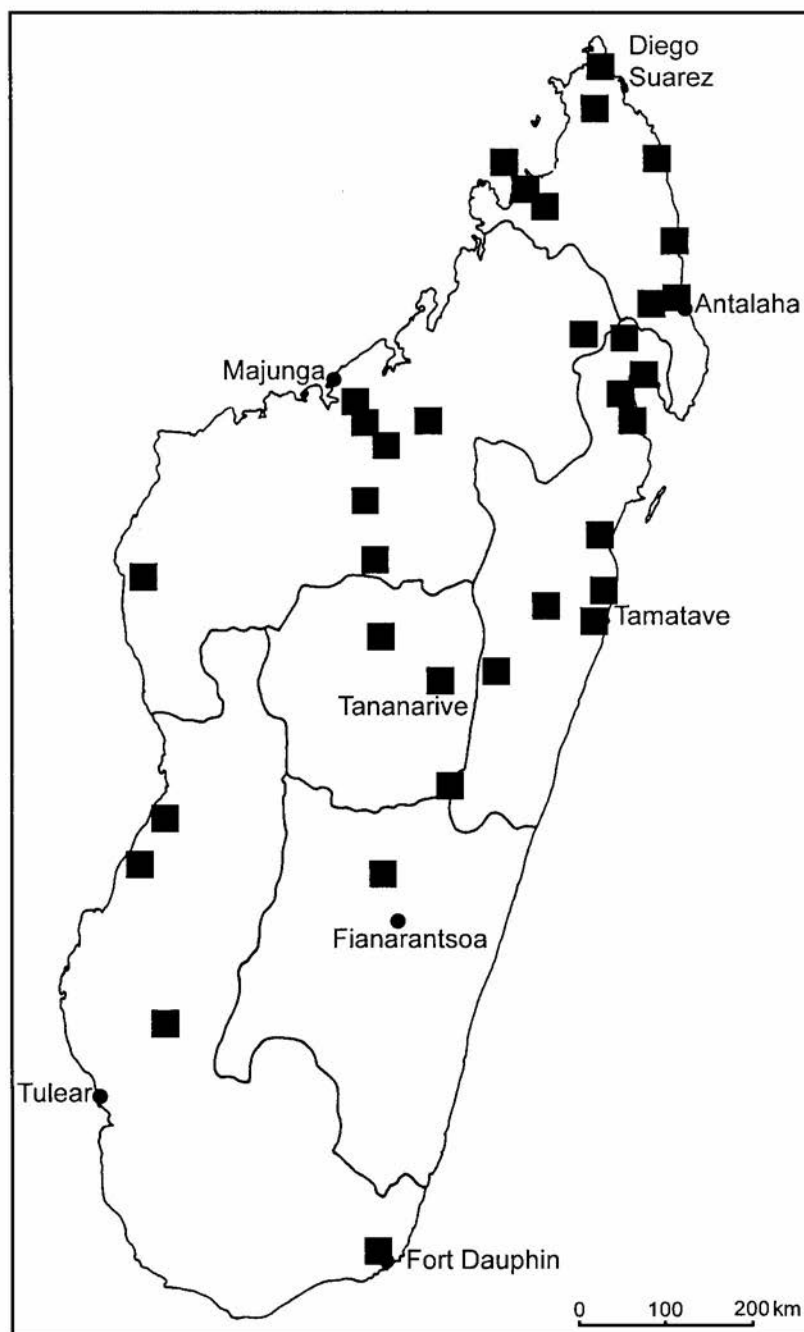 Diego
Suarez
Antalaha
Majunga
Tamatave
Tananarive
Fianarantsoa
Tulear
Fort Dauphin
0 100 200 km